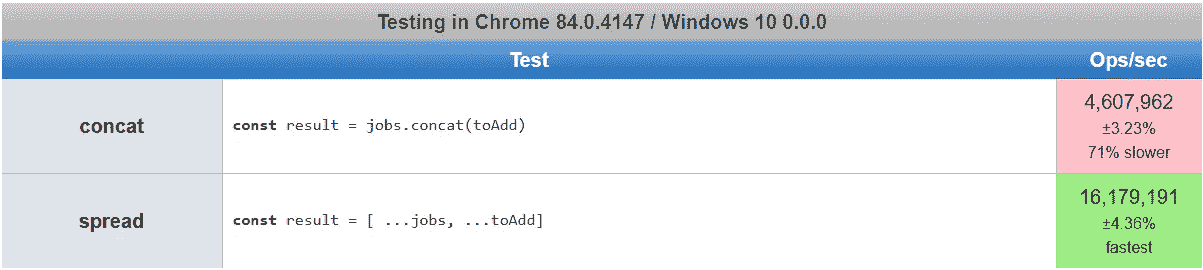 Testing in Chrome 84.0.4147 / Windows 10 0.0.0
Test Ops/sec
concat const result = jobs.concat(toAdd) 4,607,962
±3.23%
71% slower
spread const result = [ ...jobs, ...toAdd] 16,179,191
±4.36%
fastest